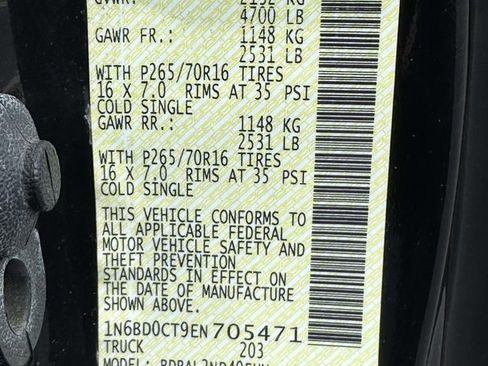 GVWR: 2132 KG
4700 LB
GAWR FR.: 1148 KG
2531 LB
WITH P265/70R16 TIRES
16 X 7.0 RIMS AT 35 PSI
COLD SINGLE
GAWR RR.: 1148 KG
2531 LB
WITH P265/70R16 TIRES
16 X 7.0 RIMS AT 35 PSI
COLD SINGLE
THIS VEHICLE CONFORMS TO
ALL APPLICABLE FEDERAL
MOTOR VEHICLE SAFETY AND
THEFT PREVENTION
STANDARDS IN EFFECT ON
THE DATE OF MANUFACTURE
SHOWN ABOVE.
1N6BD0CT9EN705471
TRUCK 203